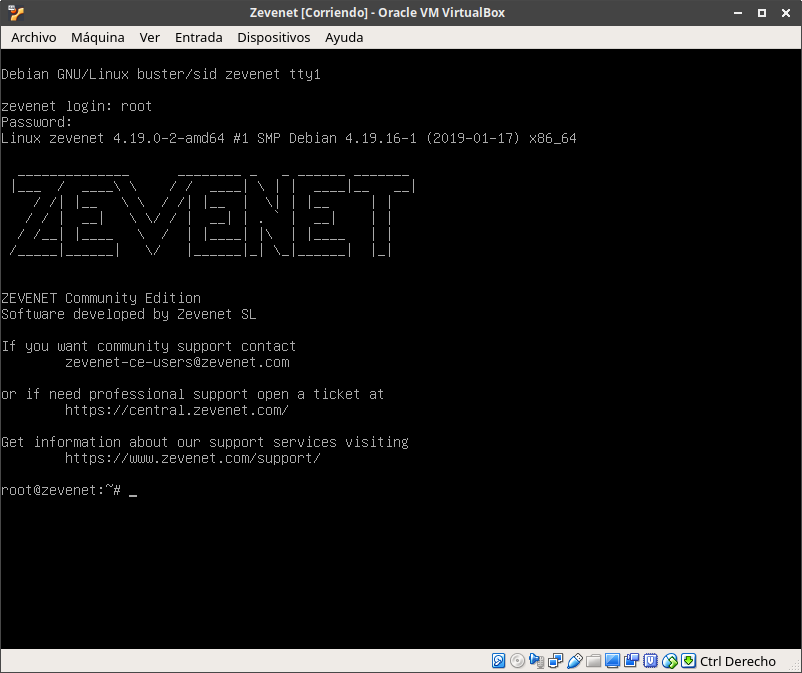 Zevenet [Corriendo] - Oracle VM VirtualBox
Archivo Máquina Ver Entrada Dispositivos Ayuda
Debian GNU/Linux buster/sid zevenet tty1
zevenet login: root
Password:
Linux zevenet 4.19.0-2-amd64 #1 SMP Debian 4.19.16-1 (2019-01-17) x86_64
ZEVENET
ZEVENET Community Edition
Software developed by Zevenet SL
If you want community support contact
zevenet-ce-users@zevenet.com
or if need professional support open a ticket at
https://central.zevenet.com/
Get information about our support services visiting
https://www.zevenet.com/support/
root@zevenet:~# _
Ctrl Derecho